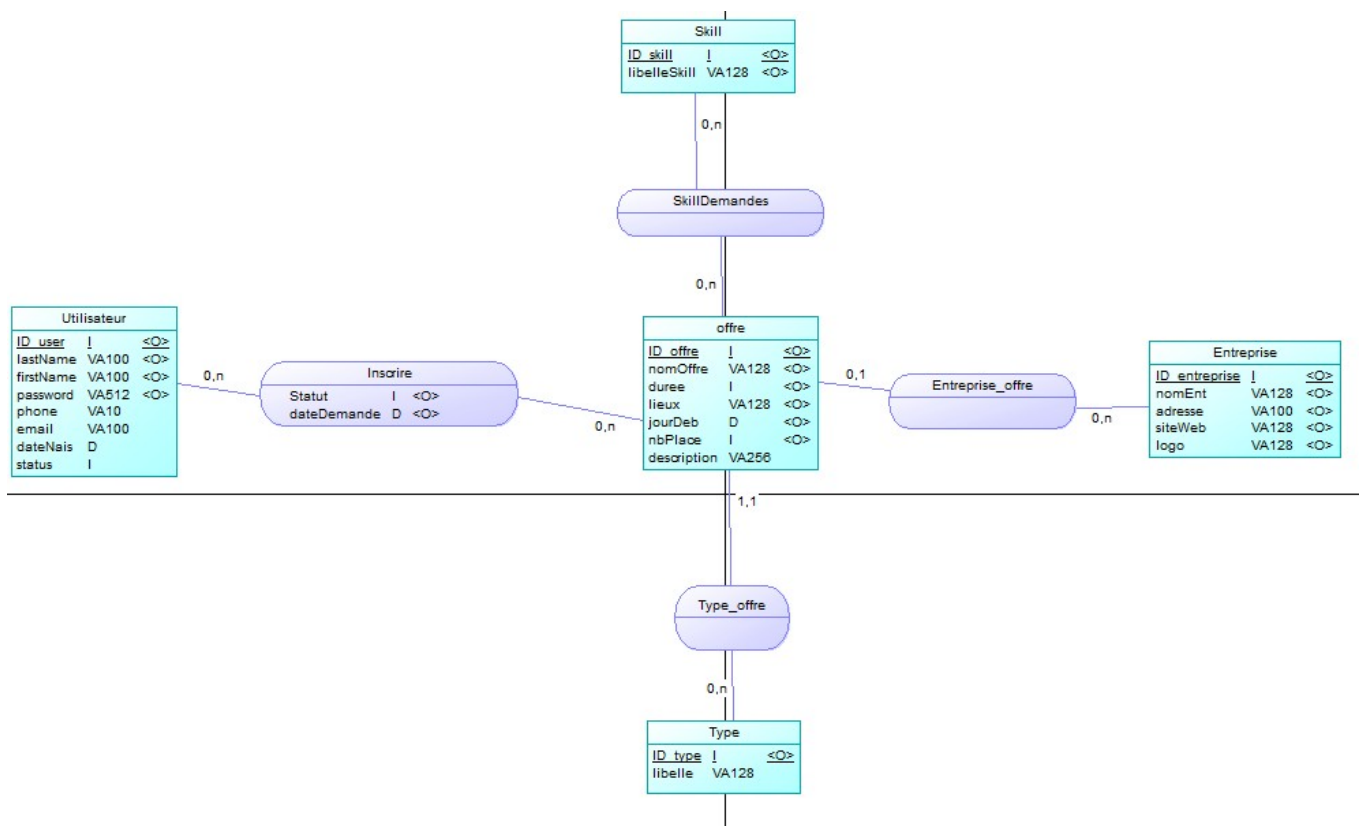 Skill
ID_skill I <O>
libelleSkill VA128 <O>
0,n
SkillDemandes
0,n
Utilisateur
ID_user I <O>
lastName VA100 <O>
firstName VA100 <O>
password VA512 <O>
phone VA10
email VA100
dateNais D
status I
0,n
Inscrire
Statut I <O>
dateDemande D <O>
0,n
offre
ID_offre I <O>
nomOffre VA128 <O>
duree I <O>
lieux VA128 <O>
jourDeb D <O>
nbPlace I <O>
description VA256
0,1
Entreprise_offre
0,n
Entreprise
ID_entreprise I <O>
nomEnt VA128 <O>
adresse VA100 <O>
siteWeb VA128 <O>
logo VA128 <O>
1,1
Type_offre
0,n
Type
ID_type I <O>
libelle VA128